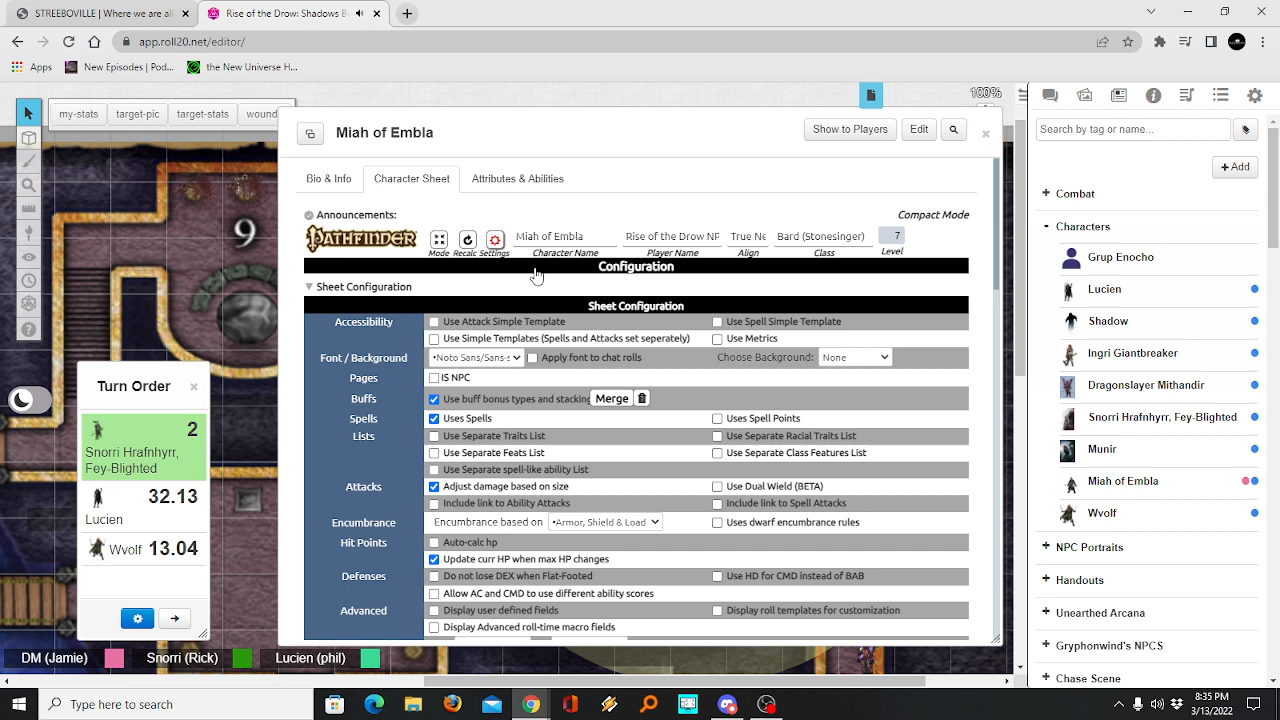 STREVEBLIVE | Are yo
Rise of the St B
app.roll20.net/editor/
Apps
New Episodes | Pod...
the New Universe H...
my-stats
target-pic
target-stats
wound
100%
Miah of Embla
Show to Players
Edit
Search by tag or name...
+ Add
Bio & Info
Character Sheet
Attributes & Abilities
Announcements:
Compact Mode
PATHFINDER
Miah of Embla
Rise of the Drow NP
True Ne
Bard (Stonesinger)
7
Mode
Recalc
Settings
Character Name
Player Name
Align
Class
Level
Configuration
Sheet Configuration
Sheet Configuration
Accessibility
Use Attack Simple Template
Use Spell Simple Template
Use Simple Templates (Spells and Attacks set seperately)
Use Metrics
Font / Background
•Noto Sans/Sans-s
Apply font to chat rolls
Choose Background:
None
Pages
IS NPC
Buffs
Use buff bonus types and stacking
Merge
Spells
Uses Spells
Uses Spell Points
Lists
Use Separate Traits List
Use Separate Racial Traits List
Use Separate Feats List
Use Separate Class Features List
Use Separate spell-like ability List
Attacks
Adjust damage based on size
Use Dual Wield (BETA)
Include link to Ability Attacks
Include link to Spell Attacks
Encumbrance
Encumbrance based on
•Armor, Shield & Load
Uses dwarf encumbrance rules
Hit Points
Auto-calc hp
Update curr HP when max HP changes
Defenses
Do not lose DEX when Flat-Footed
Use HD for CMD instead of BAB
Allow AC and CMD to use different ability scores
Advanced
Display user defined fields
Display roll templates for customization
Display Advanced roll-time macro fields
9
Turn Order
2
Snorri Hrafnhyrr,
Fey-Blighted
32.13
Lucien
Wvolf
13.04
DM (Jamie)
Snorri (Rick)
Lucien (phil)
Combat
Characters
Grup Encoe
Lucien
Shadow
Ingri Giantbreaker
Dragonslayer Mithandir
Snorri Hrafnhyrr, Fey-Blighted
Munir
Miah of Embla
Wvolf
NPC Portraits
Handouts
Unearthed Arcana
Gryphonwind's NPCS
Chase Scene
Type here to search
8:35 PM
3/13/2022